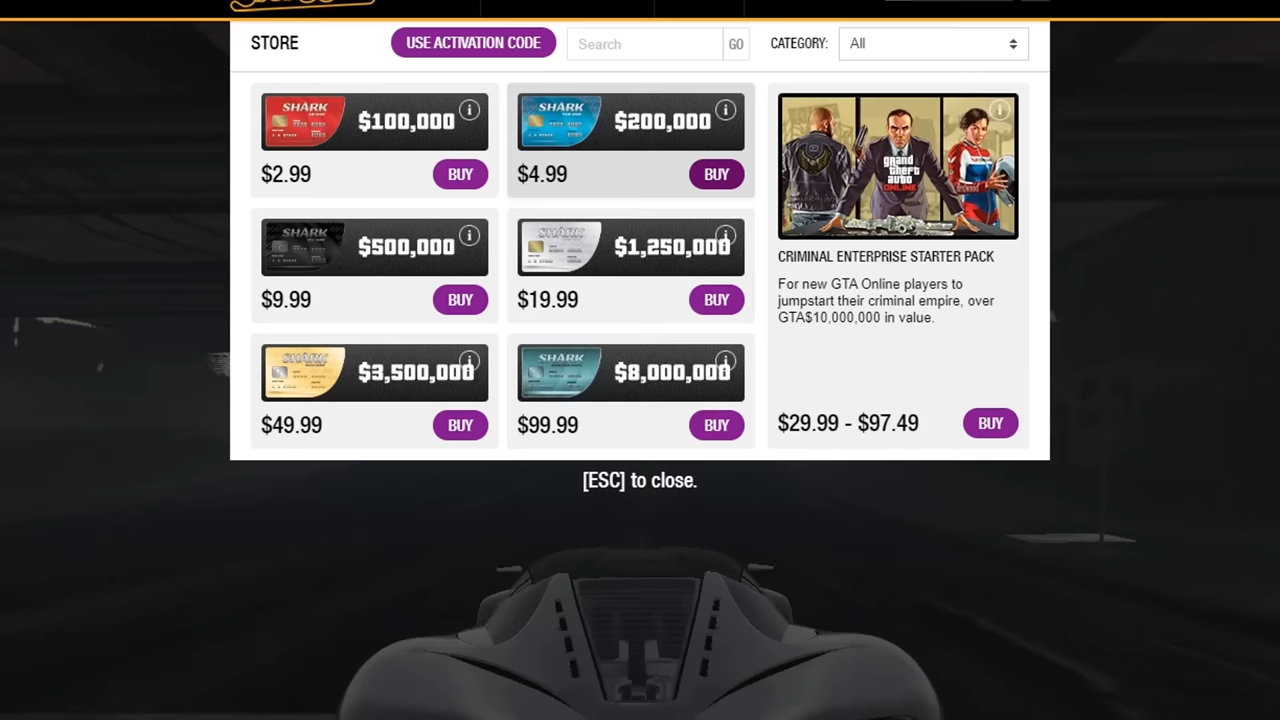 STORE
USE ACTIVATION CODE
Search
GO
CATEGORY:
All
SHARK
$100,000
$2.99
BUY
SHARK
$200,000
$4.99
BUY
SHARK
$500,000
$9.99
BUY
SHARK
$1,250,000
$19.99
BUY
SHARK
$3,500,000
$49.99
BUY
SHARK
$8,000,000
$99.99
BUY
grand
theft
auto
ONLINE
CRIMINAL ENTERPRISE STARTER PACK
For new GTA Online players to
jumpstart their criminal empire, over
GTA$10,000,000 in value.
$29.99 - $97.49
BUY
[ESC] to close.